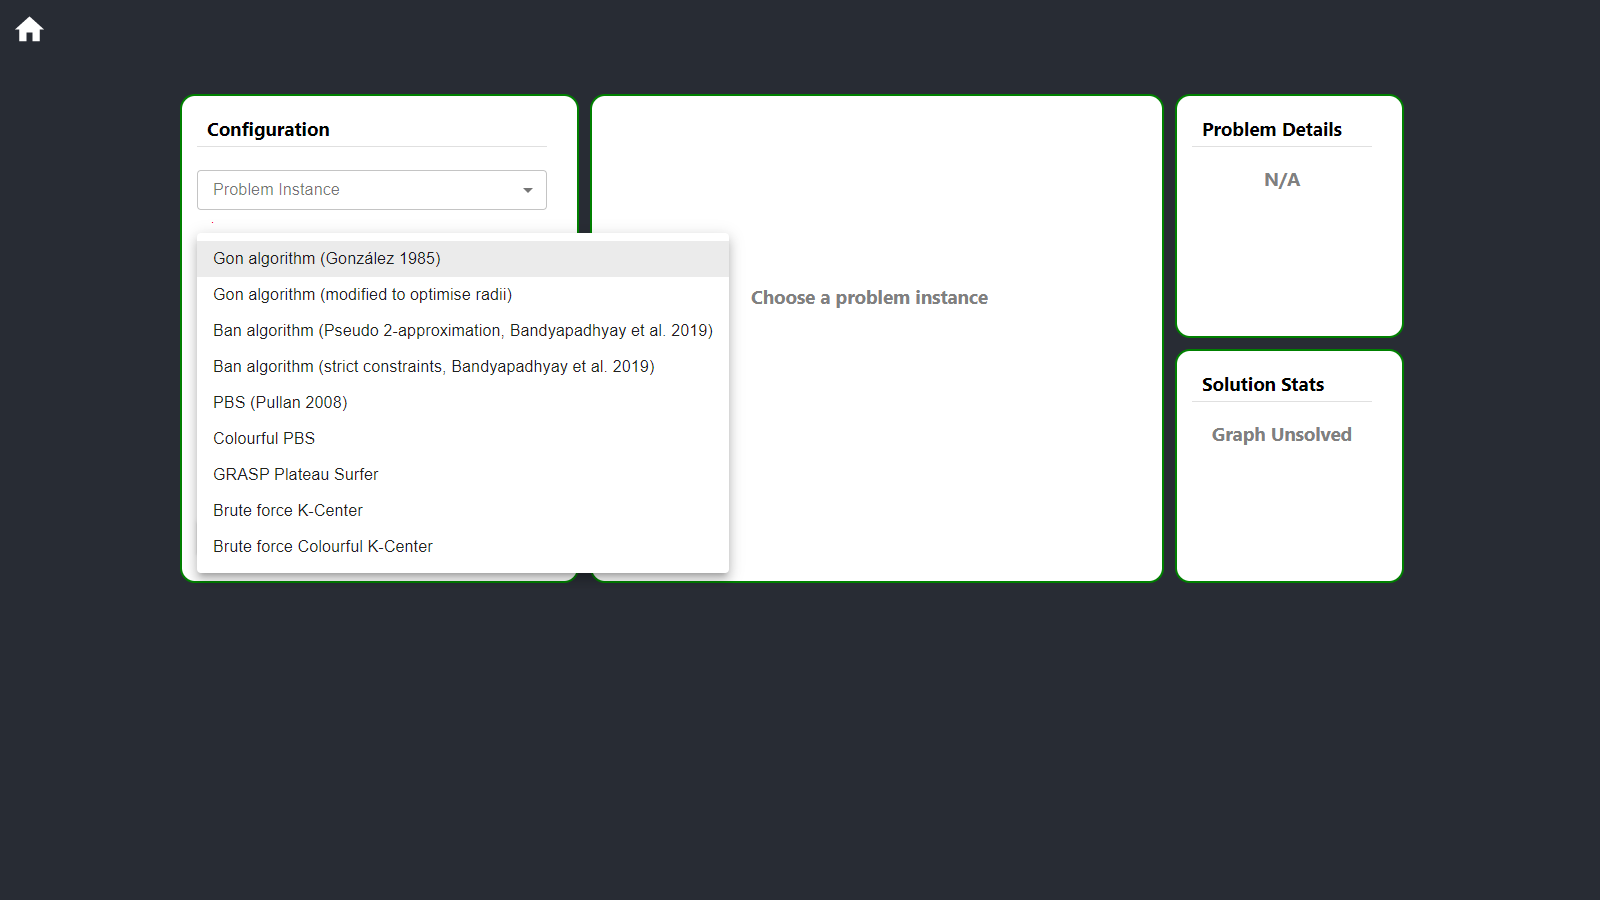 Configuration
Problem Instance
Gon algorithm (González 1985)
Gon algorithm (modified to optimise radii)
Ban algorithm (Pseudo 2-approximation, Bandyapadhyay et al. 2019)
Ban algorithm (strict constraints, Bandyapadhyay et al. 2019)
PBS (Pullan 2008)
Colourful PBS
GRASP Plateau Surfer
Brute force K-Center
Brute force Colourful K-Center
Choose a problem instance
Problem Details
N/A
Solution Stats
Graph Unsolved